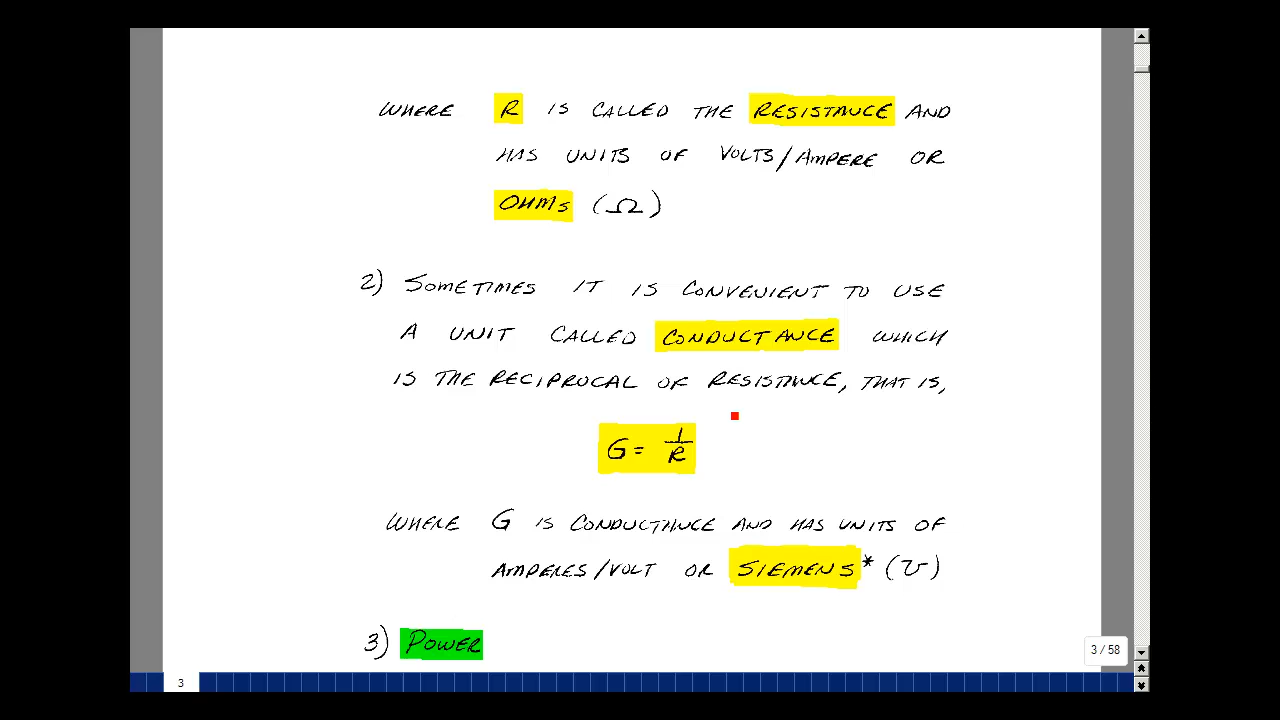 WHERE R IS CALLED THE RESISTANCE AND
HAS UNITS OF VOLTS/AMPERE OR
OHMS (Ω)
2) SOMETIMES IT IS CONVENIENT TO USE
A UNIT CALLED CONDUCTANCE WHICH
IS THE RECIPROCAL OF RESISTANCE, THAT IS,
G = 1/R
WHERE G IS CONDUCTANCE AND HAS UNITS OF
AMPERES/VOLT OR SIEMENS* (℧)
3) POWER
3 / 58
3